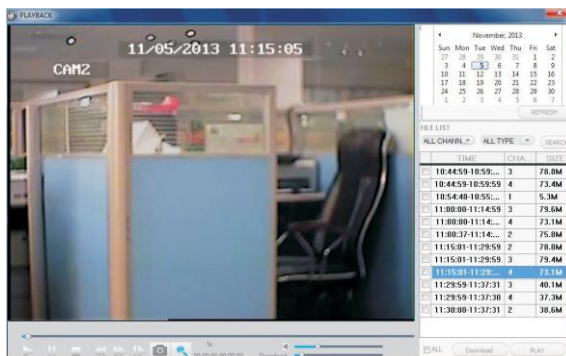 PLAYBACK
11/05/2013 11:15:05
CAM2
November, 2013
Sun Mon Tue Wed Thu Fri Sat
27 28 29 30 31 1 2
3 4 5 6 7 8 9
10 11 12 13 14 15 16
17 18 19 20 21 22 23
24 25 26 27 28 29 30
1 2 3 4 5 6 7
REFRESH
FILE LIST
ALL CHANN. ALL TYPE SEARCH
TIME CHA. SIZE
10:44:59-10:59:... 3 78.8M
10:44:59-10:59:59 4 73.4M
10:54:48-10:55:... 1 5.3M
11:00:00-11:14:59 3 79.6M
11:00:00-11:14:... 4 73.1M
11:00:37-11:14:... 2 75.8M
11:15:01-11:29:59 2 78.8M
11:15:01-11:29:59 3 79.4M
11:15:01-11:29:... 4 73.1M
11:29:59-11:37:31 3 40.1M
11:29:59-11:37:30 4 37.3M
11:30:00-11:37:31 2 38.6M
1x
ALL Download PLAY